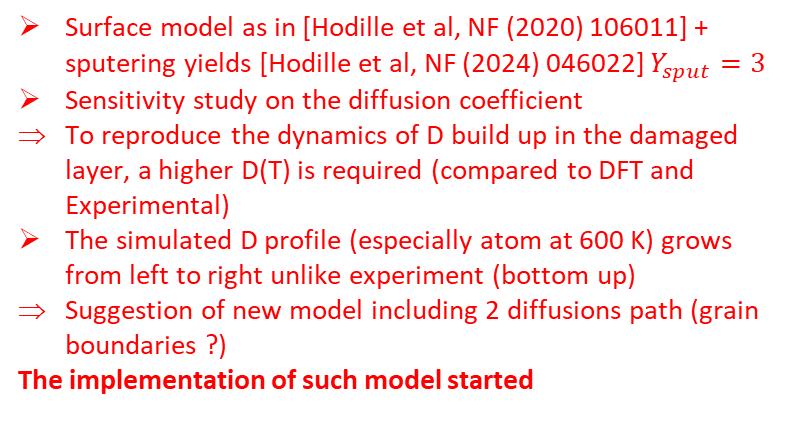 ➤ Surface model as in [Hodille et al, NF (2020) 106011] +
sputering yields [Hodille et al, NF (2024) 046022] Y_sput = 3
➤ Sensitivity study on the diffusion coefficient
⇒ To reproduce the dynamics of D build up in the damaged
layer, a higher D(T) is required (compared to DFT and
Experimental)
➤ The simulated D profile (especially atom at 600 K) grows
from left to right unlike experiment (bottom up)
⇒ Suggestion of new model including 2 diffusions path (grain
boundaries ?)
The implementation of such model started